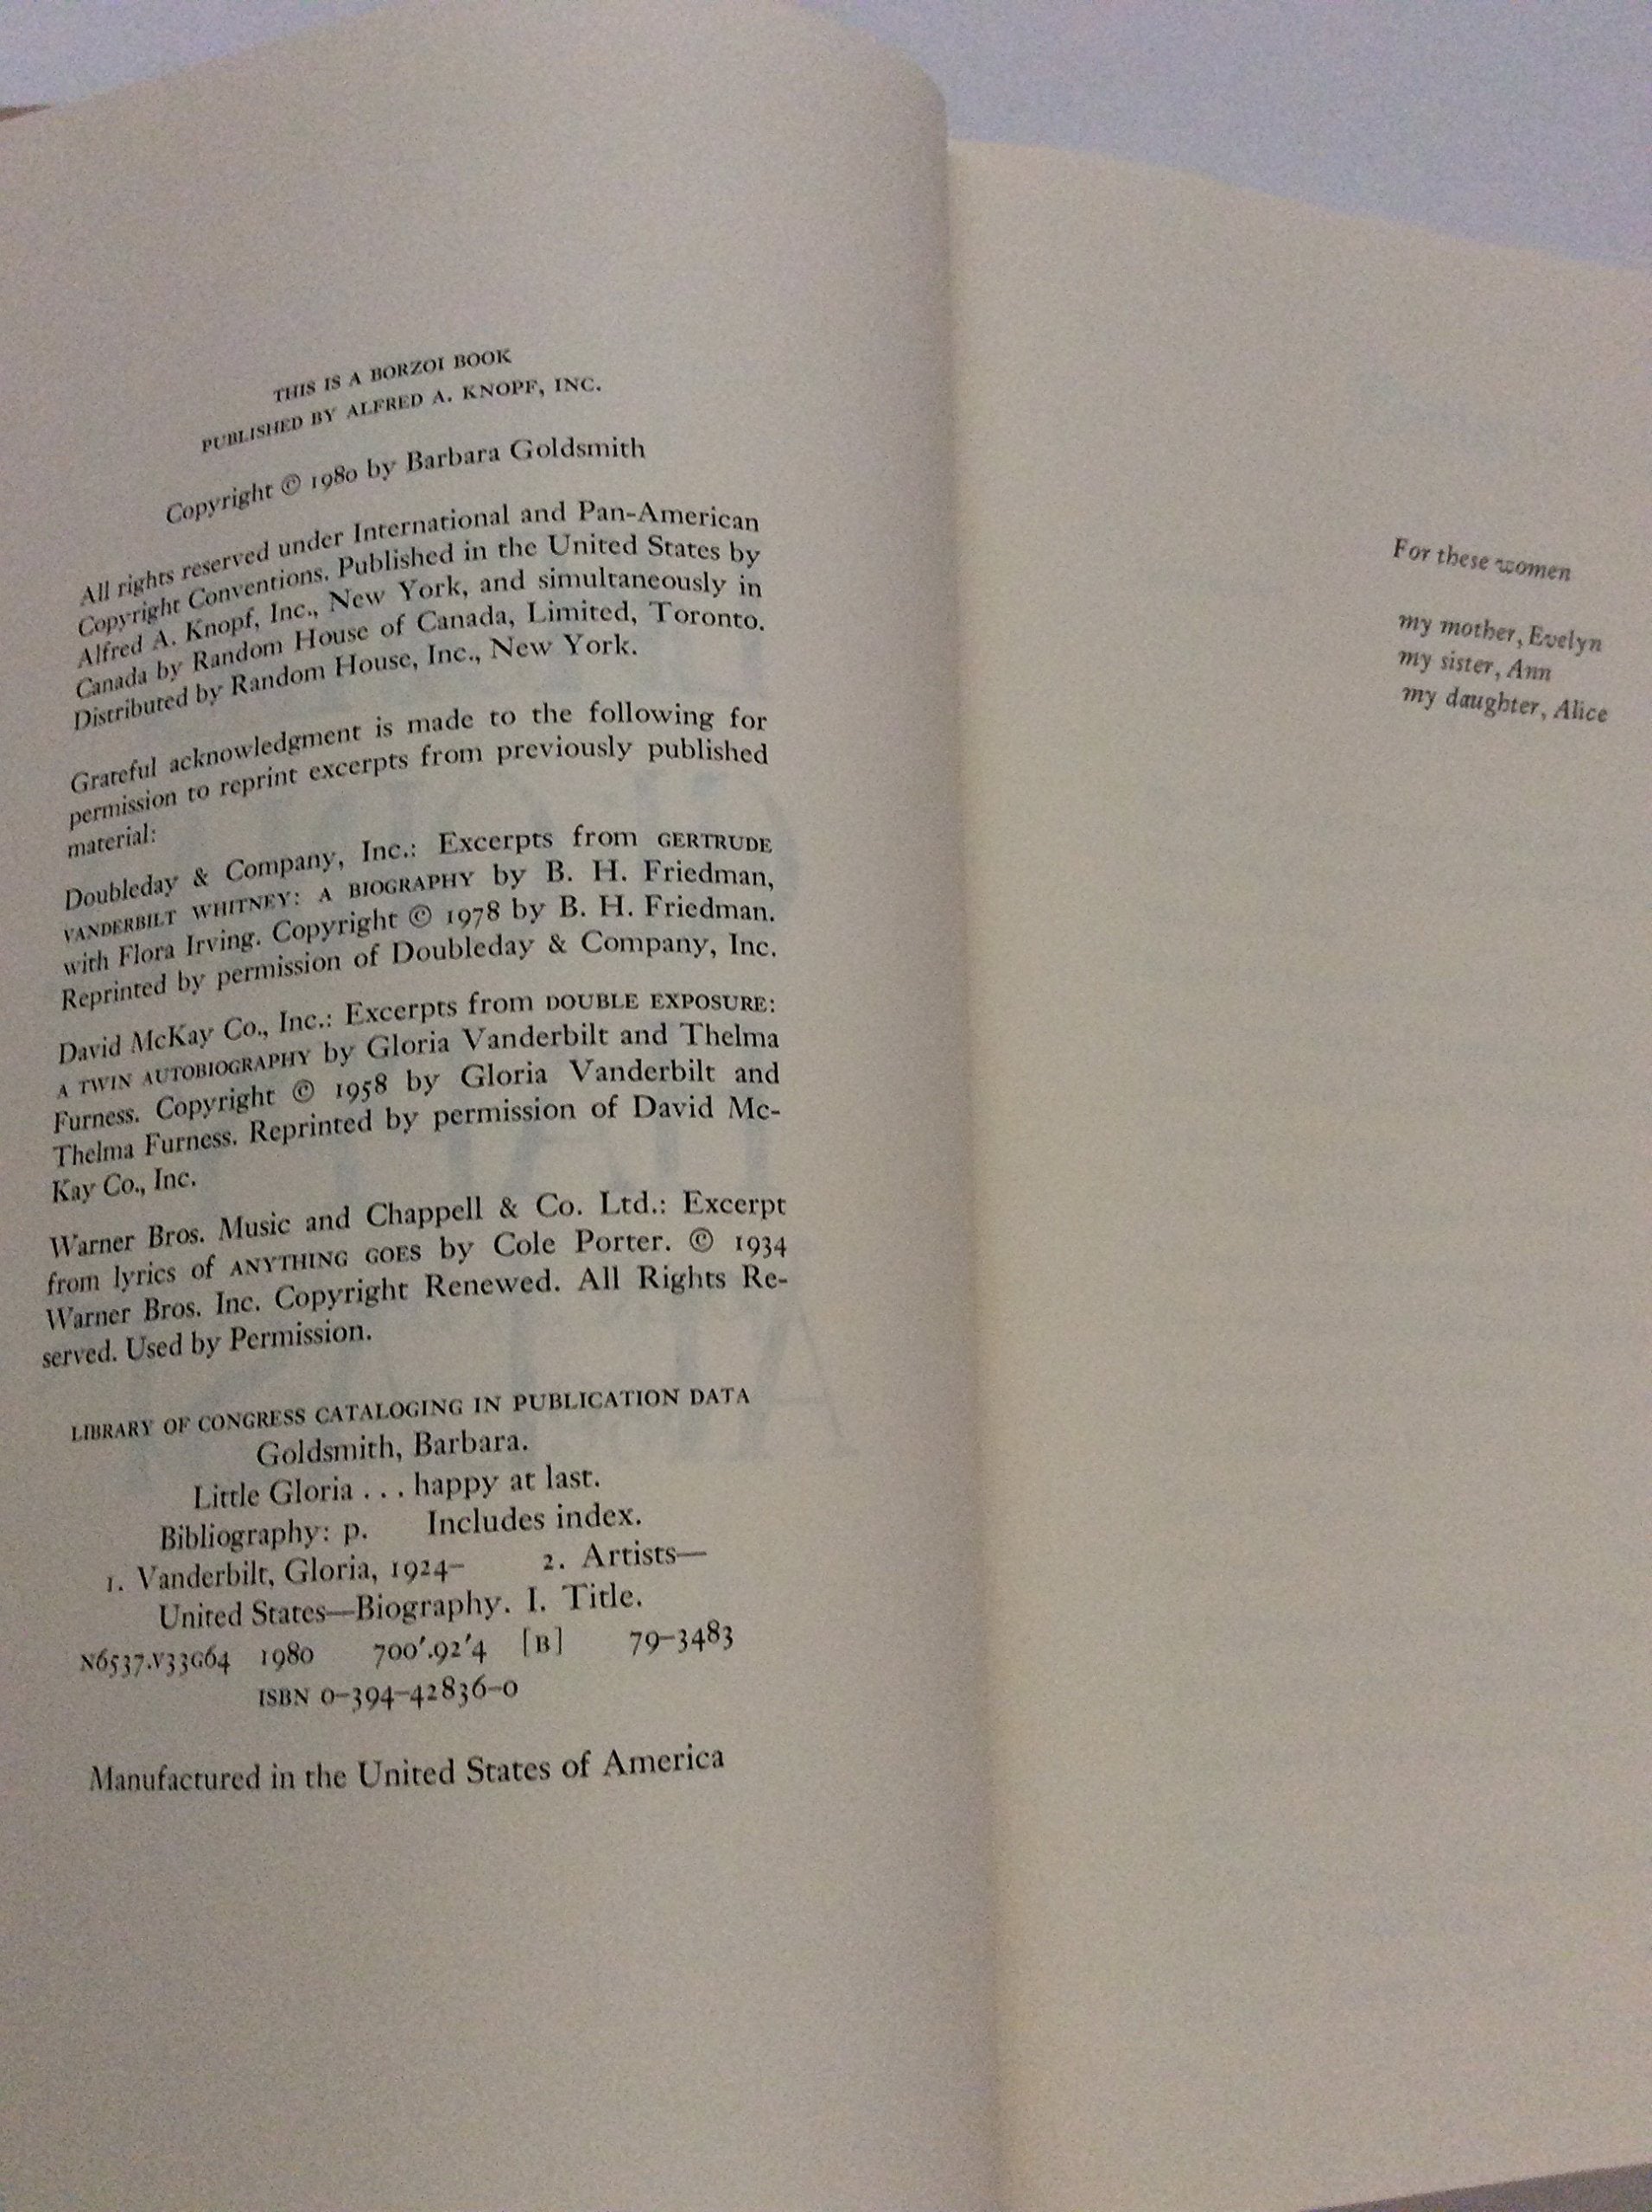 THIS IS A BORZOI BOOK
PUBLISHED BY ALFRED A. KNOPF, INC.
Copyright © 1980 by Barbara Goldsmith
All rights reserved under International and Pan-American
Copyright Conventions. Published in the United States by
Alfred A. Knopf, Inc., New York, and simultaneously in
Canada by Random House of Canada, Limited, Toronto.
Distributed by Random House, Inc., New York.
Grateful acknowledgment is made to the following for
permission to reprint excerpts from previously published
material:
Doubleday & Company, Inc.: Excerpts from GERTRUDE
VANDERBILT WHITNEY: A BIOGRAPHY by B. H. Friedman,
with Flora Irving. Copyright © 1978 by B. H. Friedman.
Reprinted by permission of Doubleday & Company, Inc.
David McKay Co., Inc.: Excerpts from DOUBLE EXPOSURE:
A TWIN AUTOBIOGRAPHY by Gloria Vanderbilt and Thelma
Furness. Copyright © 1958 by Gloria Vanderbilt and
Thelma Furness. Reprinted by permission of David Mc-
Kay Co., Inc.
Warner Bros. Music and Chappell & Co. Ltd.: Excerpt
from lyrics of ANYTHING GOES by Cole Porter. © 1934
Warner Bros. Inc. Copyright Renewed. All Rights Re-
served. Used by Permission.
LIBRARY OF CONGRESS CATALOGING IN PUBLICATION DATA
Goldsmith, Barbara.
Little Gloria . . . happy at last.
Bibliography: p. Includes index.
1. Vanderbilt, Gloria, 1924– 2. Artists—
United States—Biography. I. Title.
N6537.V33G64 1980 700'.92'4 [B] 79-3483
ISBN 0-394-42836-0
Manufactured in the United States of America
For these women
my mother, Evelyn
my sister, Ann
my daughter, Alice